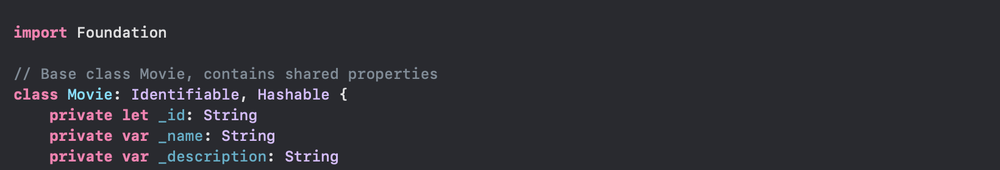 import Foundation
// Base class Movie, contains shared properties
class Movie: Identifiable, Hashable {
    private let _id: String
    private var _name: String
    private var _description: String